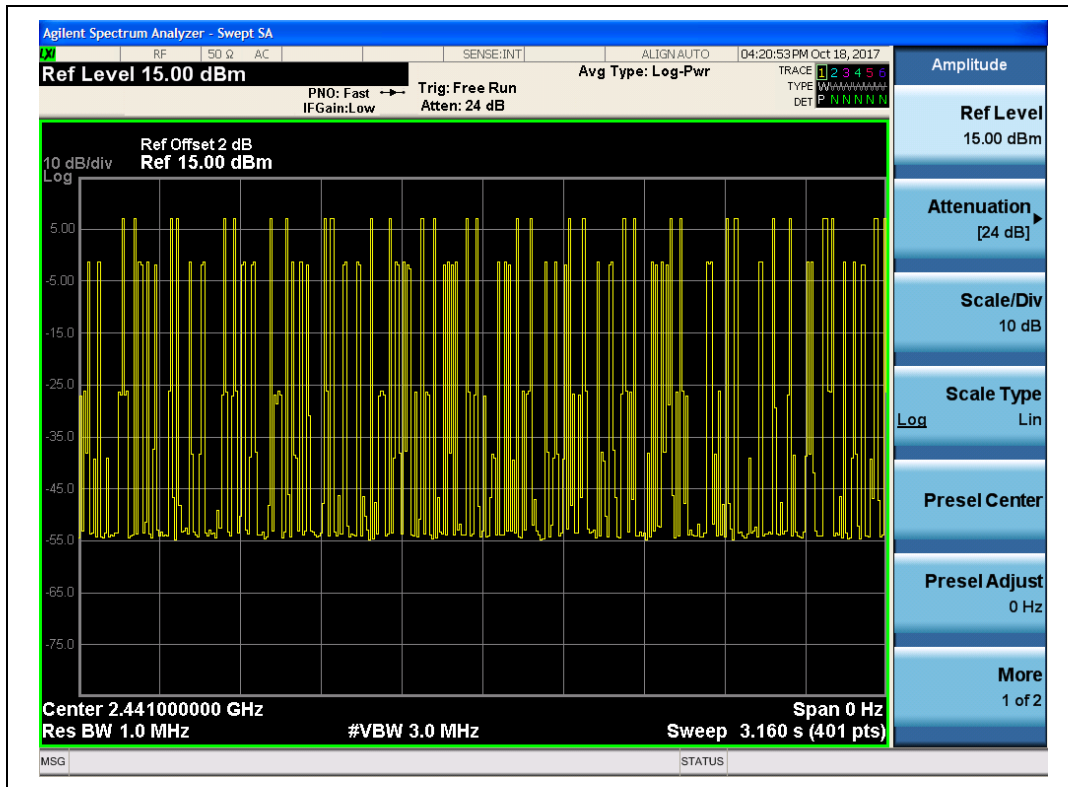 Agilent Spectrum Analyzer - Swept SA
LXI RF 50 Ω AC SENSE:INT ALIGN AUTO 04:20:53 PM Oct 18, 2017
Ref Level 15.00 dBm
PNO: Fast
IFGain:Low
Trig: Free Run
Atten: 24 dB
Avg Type: Log-Pwr
TRACE 1 2 3 4 5 6
TYPE W
DET P N N N N N
Ref Offset 2 dB
10 dB/div Ref 15.00 dBm
Log
5.00
-5.00
-15.0
-25.0
-35.0
-45.0
-55.0
-65.0
-75.0
Center 2.441000000 GHz Span 0 Hz
Res BW 1.0 MHz #VBW 3.0 MHz Sweep 3.160 s (401 pts)
MSG STATUS
Amplitude
Ref Level
15.00 dBm
Attenuation
[24 dB]
Scale/Div
10 dB
Scale Type
Log Lin
Presel Center
Presel Adjust
0 Hz
More
1 of 2